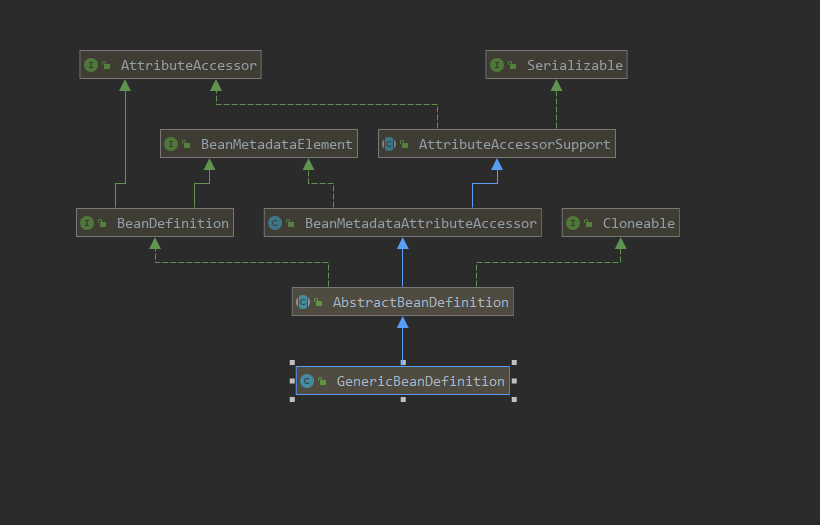 AttributeAccessor
Serializable
BeanMetadataElement
AttributeAccessorSupport
BeanDefinition
BeanMetadataAttributeAccessor
Cloneable
AbstractBeanDefinition
GenericBeanDefinition